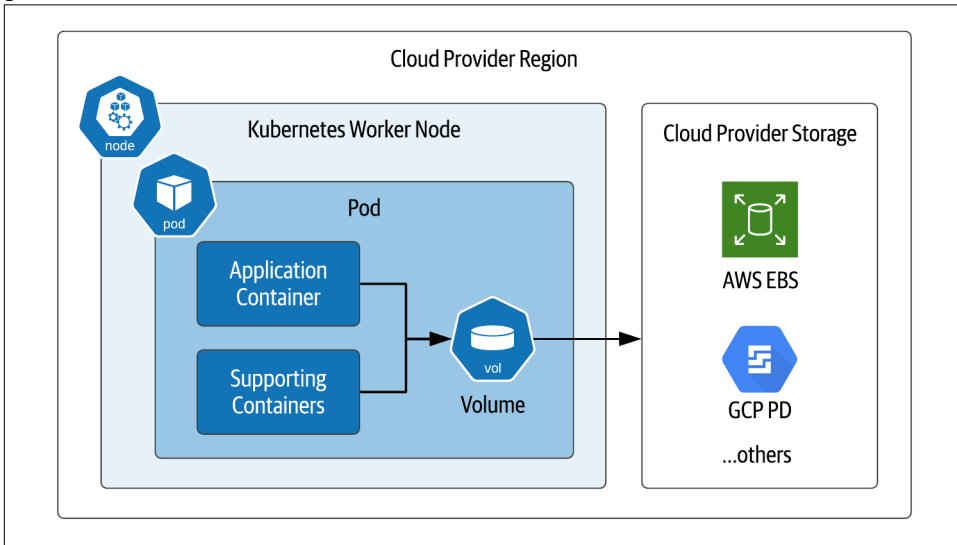 Cloud Provider Region
node
Kubernetes Worker Node
pod
Pod
Application
Container
Supporting
Containers
vol
Volume
Cloud Provider Storage
AWS EBS
GCP PD
...others